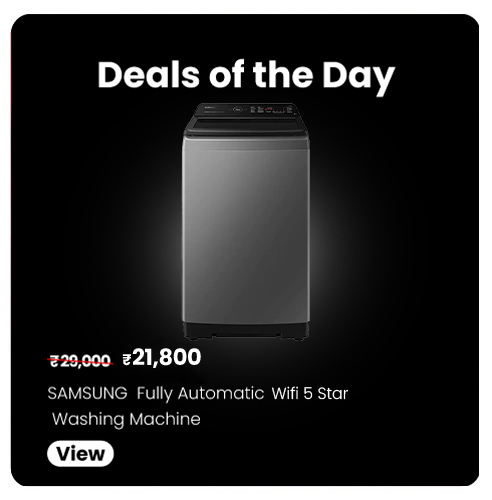 Deals of the Day
₹29,000 ₹21,800
SAMSUNG Fully Automatic Wifi 5 Star
Washing Machine
View